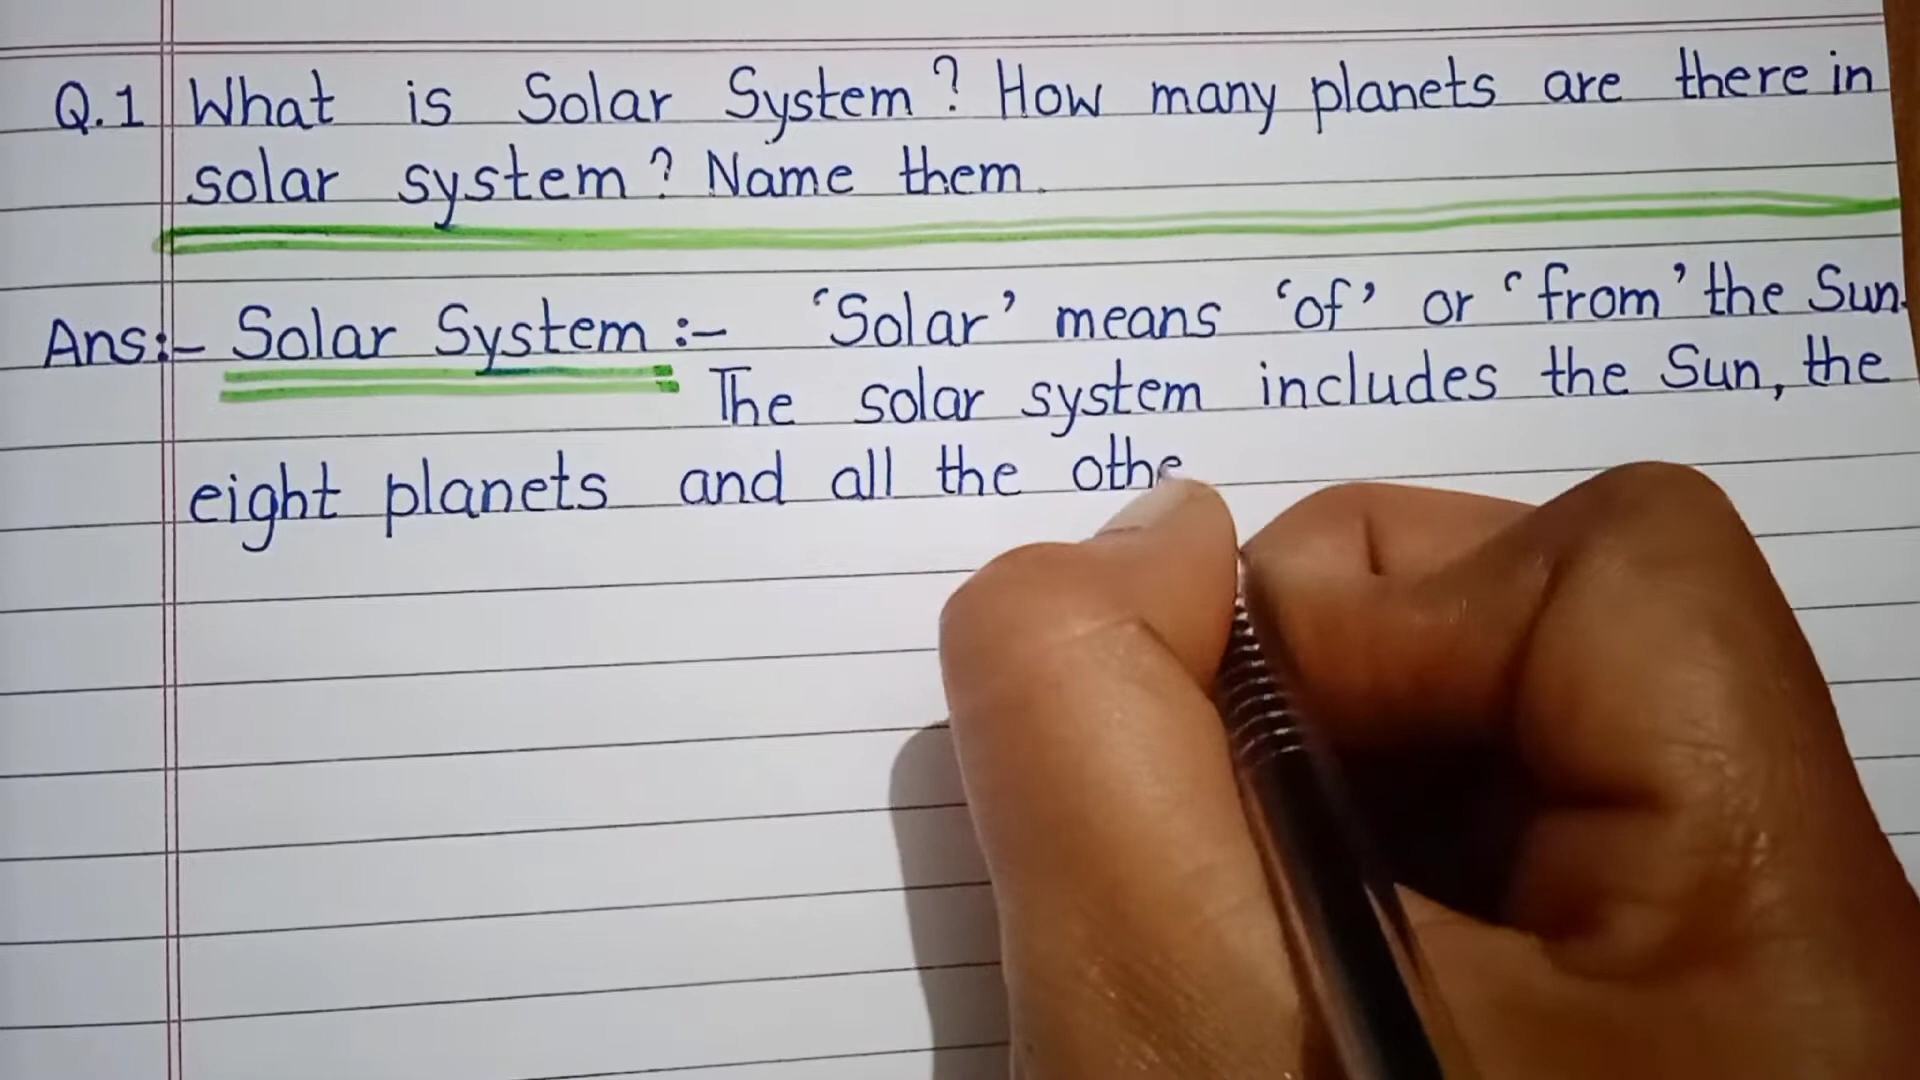 Q.1 What is Solar System? How many planets are there in
solar system? Name them.
Ans:- Solar System:- ‘Solar’ means ‘of’ or ‘from’ the Sun.
The solar system includes the Sun, the
eight planets and all the othe